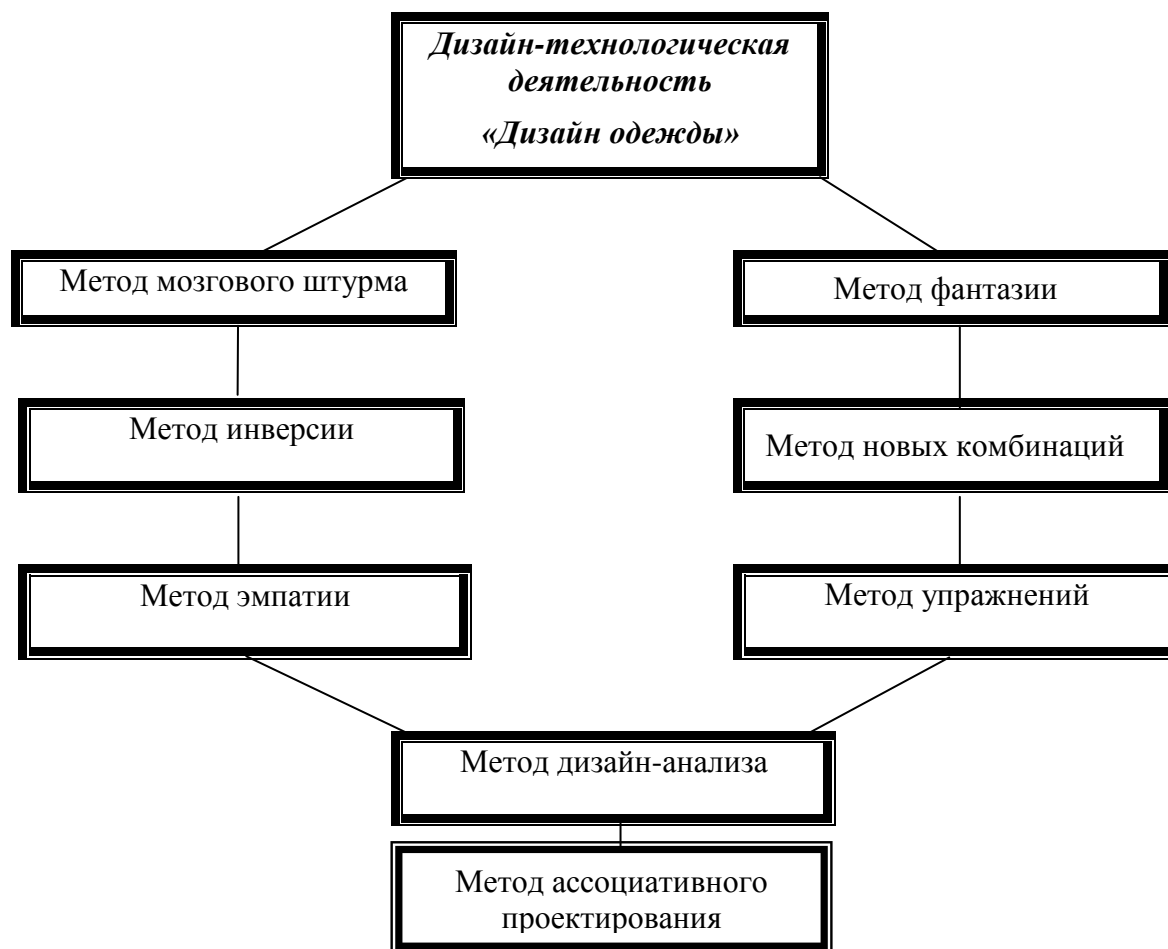 Дизайн-технологическая
деятельность
«Дизайн одежды»
Метод мозгового штурма
Метод фантазии
Метод инверсии
Метод новых комбинаций
Метод эмпатии
Метод упражнений
Метод дизайн-анализа
Метод ассоциативного
проектирования